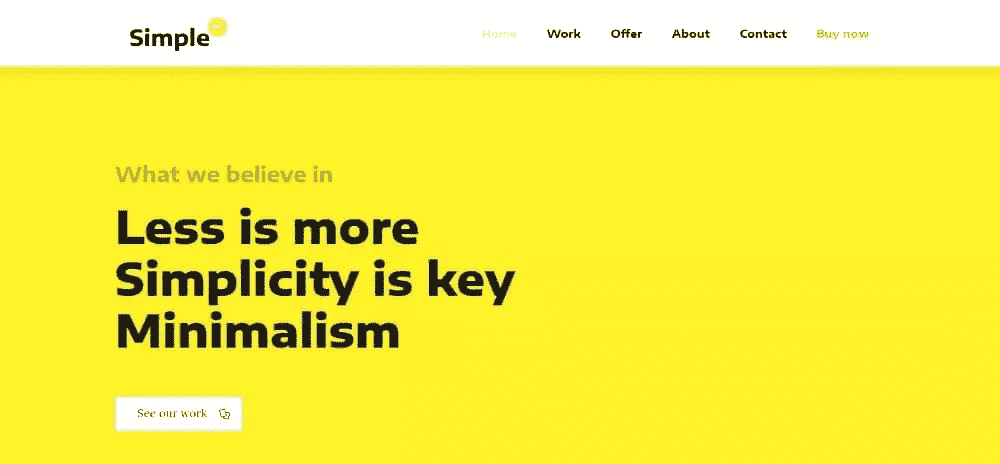 Simple
Home Work Offer About Contact Buy now
What we believe in
Less is more
Simplicity is key
Minimalism
See our work